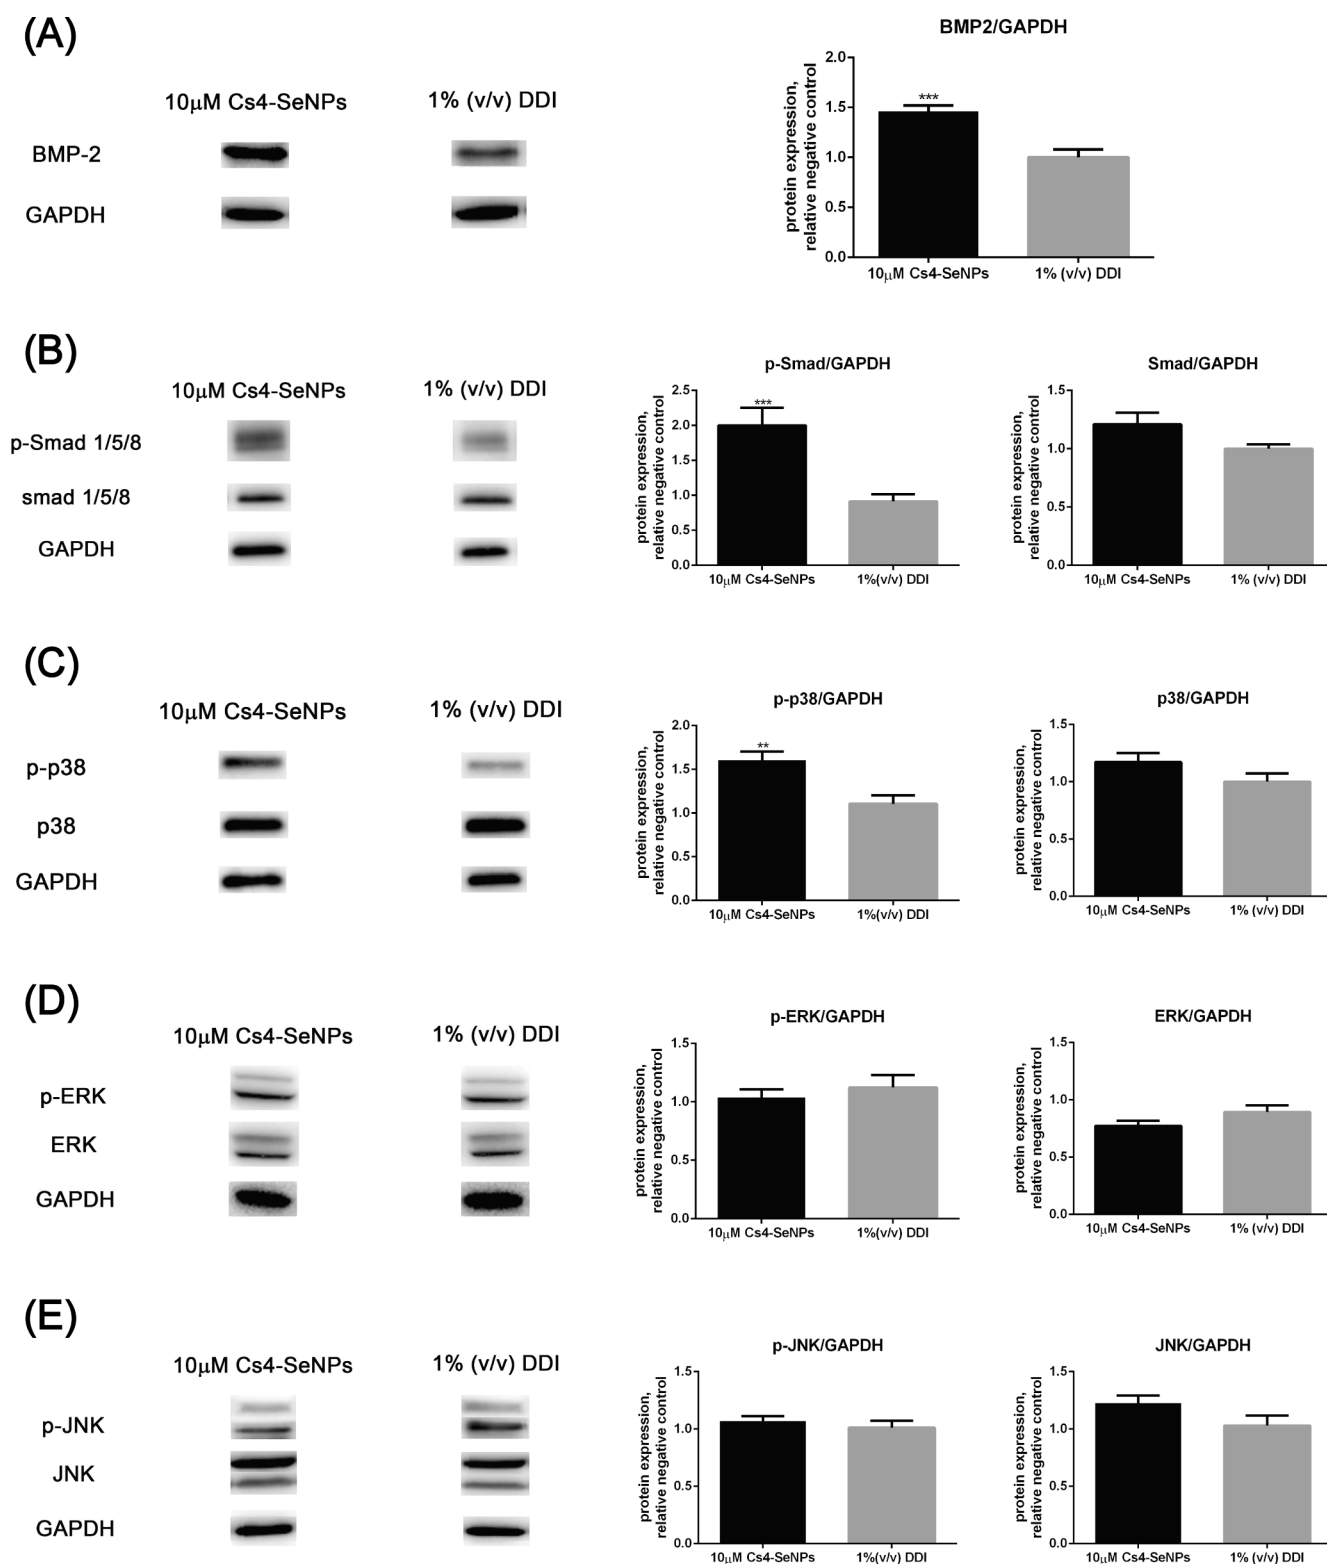 (A)
BMP2/GAPDH
10μM Cs4-SeNPs
1% (v/v) DDI
BMP-2
GAPDH
protein expression,
relative negative control
2.0
1.5
1.0
0.5
0.0
***
10μM Cs4-SeNPs
1% (v/v) DDI
(B)
10μM Cs4-SeNPs
1% (v/v) DDI
p-Smad 1/5/8
smad 1/5/8
GAPDH
p-Smad/GAPDH
protein expression,
relative negative control
2.5
2.0
1.5
1.0
0.5
0.0
***
10μM Cs4-SeNPs
1%(v/v) DDI
Smad/GAPDH
protein expression,
relative negative control
1.5
1.0
0.5
0.0
10μM Cs4-SeNPs
1% (v/v) DDI
(C)
10μM Cs4-SeNPs
1% (v/v) DDI
p-p38
p38
GAPDH
p-p38/GAPDH
protein expression,
relative negative control
2.0
1.5
1.0
0.5
0.0
**
10μM Cs4-SeNPs
1%(v/v) DDI
p38/GAPDH
protein expression,
relative negative control
1.5
1.0
0.5
0.0
10μM Cs4-SeNPs
1% (v/v) DDI
(D)
10μM Cs4-SeNPs
1% (v/v) DDI
p-ERK
ERK
GAPDH
p-ERK/GAPDH
protein expression,
relative negative control
1.5
1.0
0.5
0.0
10μM Cs4-SeNPs
1%(v/v) DDI
ERK/GAPDH
protein expression,
relative negative control
1.5
1.0
0.5
0.0
10μM Cs4-SeNPs
1% (v/v) DDI
(E)
10μM Cs4-SeNPs
1% (v/v) DDI
p-JNK
JNK
GAPDH
p-JNK/GAPDH
protein expression,
relative negative control
1.5
1.0
0.5
0.0
10μM Cs4-SeNPs
1%(v/v) DDI
JNK/GAPDH
protein expression,
relative negative control
1.5
1.0
0.5
0.0
10μM Cs4-SeNPs
1% (v/v) DDI